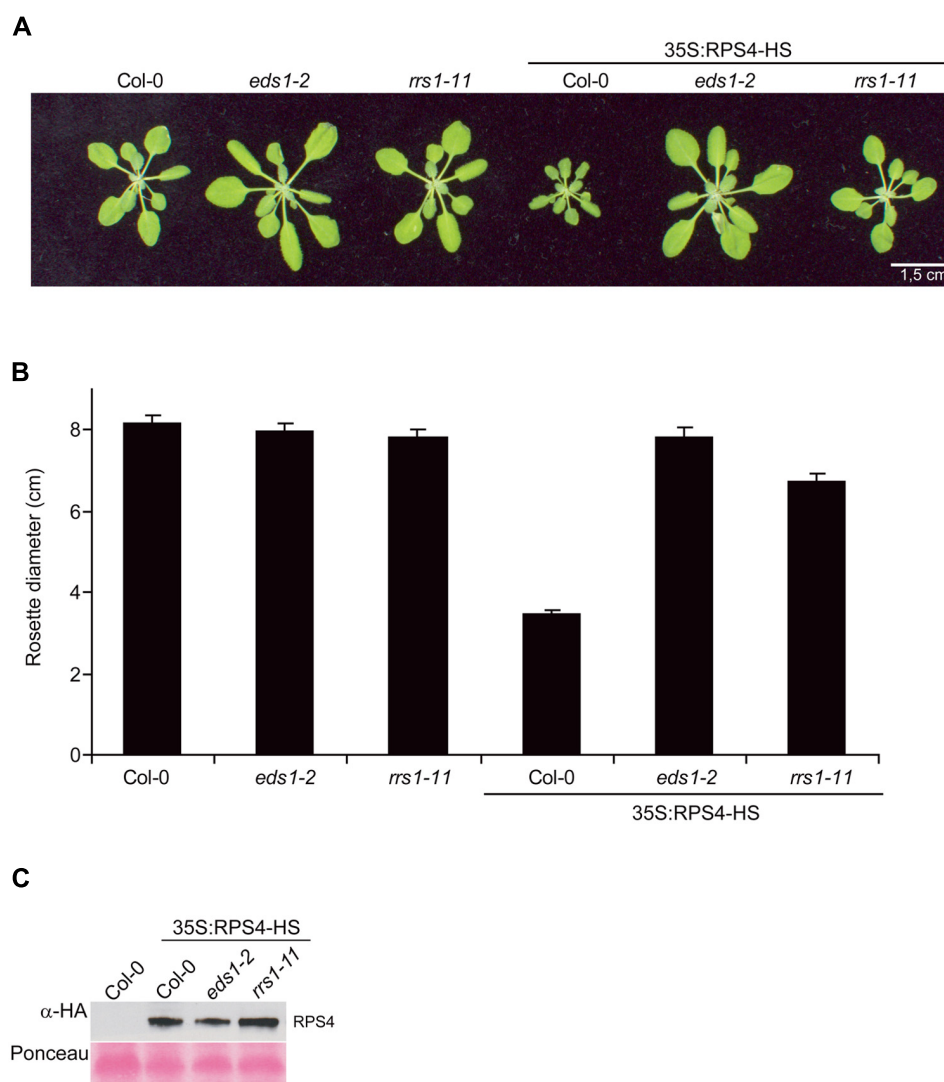 A
35S:RPS4-HS
Col-0 eds1-2 rrs1-11 Col-0 eds1-2 rrs1-11
1,5 cm
B
Rosette diameter (cm)
8
6
4
2
0
Col-0 eds1-2 rrs1-11 Col-0 eds1-2 rrs1-11
35S:RPS4-HS
C
35S:RPS4-HS
Col-0 Col-0 eds1-2 rrs1-11
α-HA RPS4
Ponceau